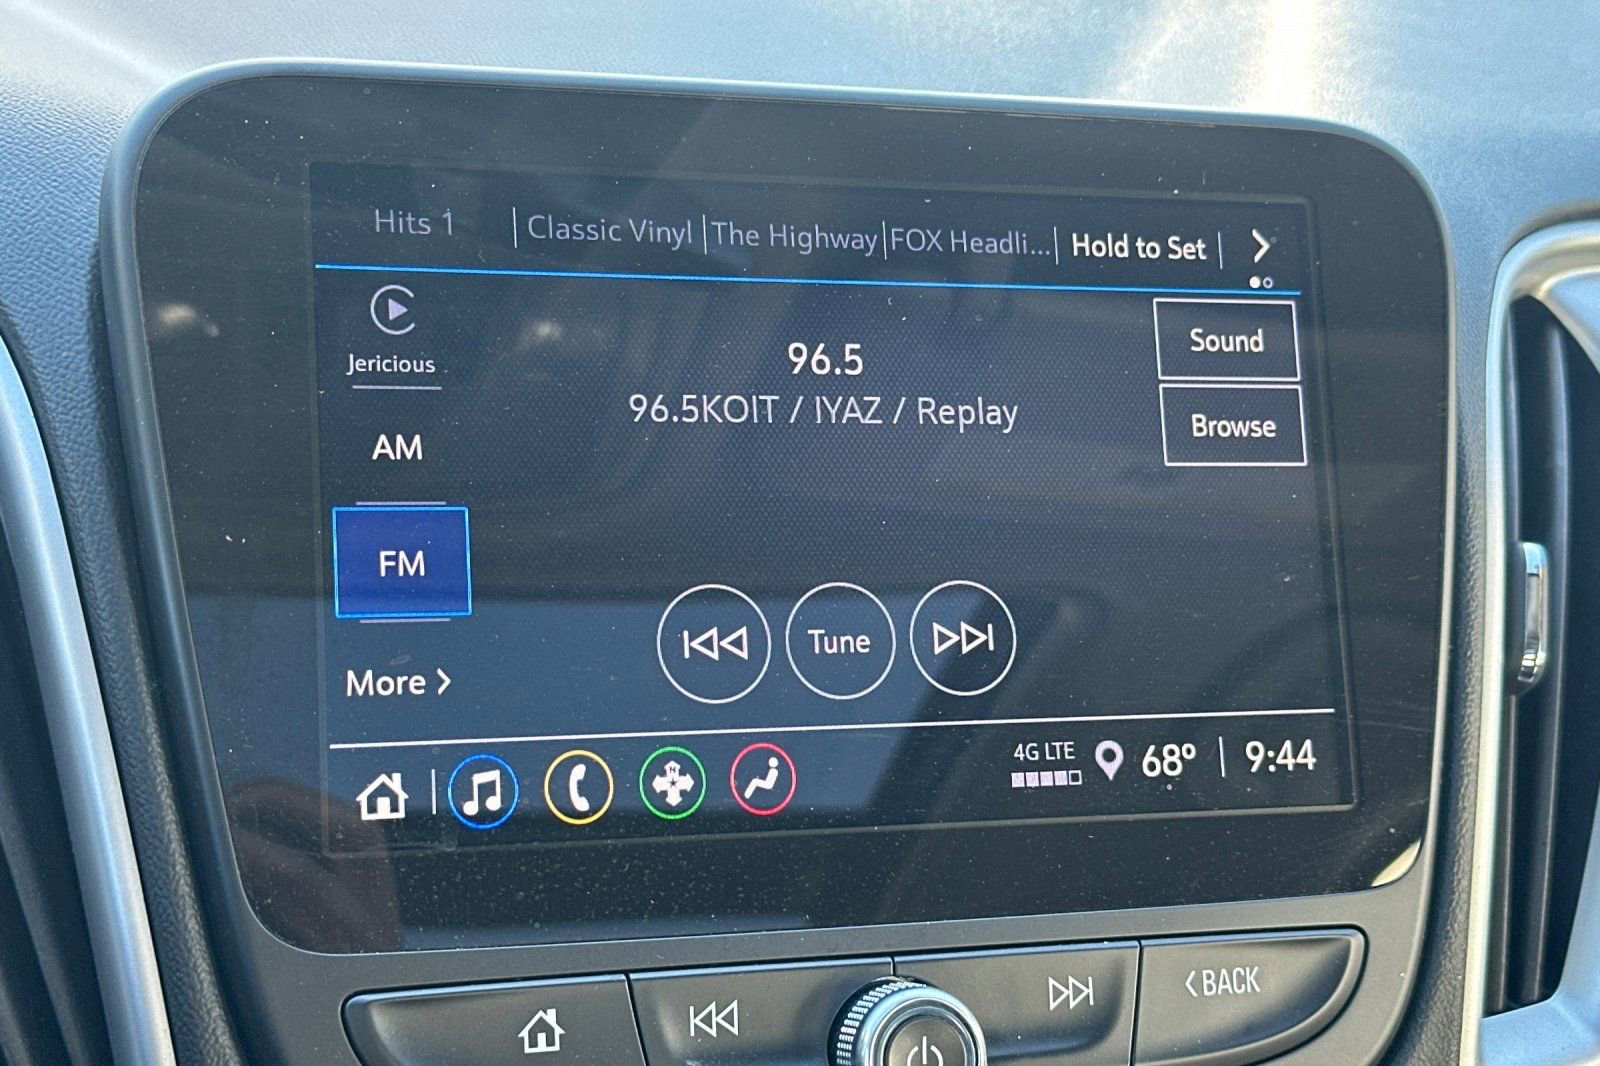 Hits 1 | Classic Vinyl | The Highway | FOX Headli... | Hold to Set |
Jericious
96.5
Sound
96.5KOIT / IYAZ / Replay
Browse
AM
FM
Tune
More >
4G LTE
N
68° | 9:44
< BACK